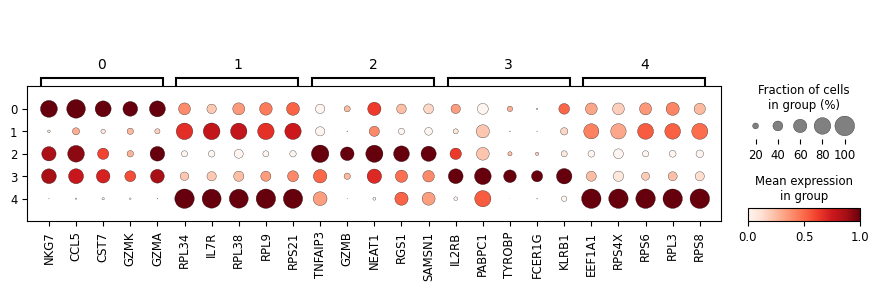 0 1 2 3 4
Fraction of cells
in group (%)
0
1
2
3
4
20 40 60 80 100
Mean expression
in group
0.0 0.5 1.0
NKG7
CCL5
CST7
GZMK
GZMA
RPL34
IL7R
RPL38
RPL9
RPS21
TNFAIP3
GZMB
NEAT1
RGS1
SAMSN1
IL2RB
PABPC1
TYROBP
FCER1G
KLRB1
EEF1A1
RPS4X
RPS6
RPL3
RPS8